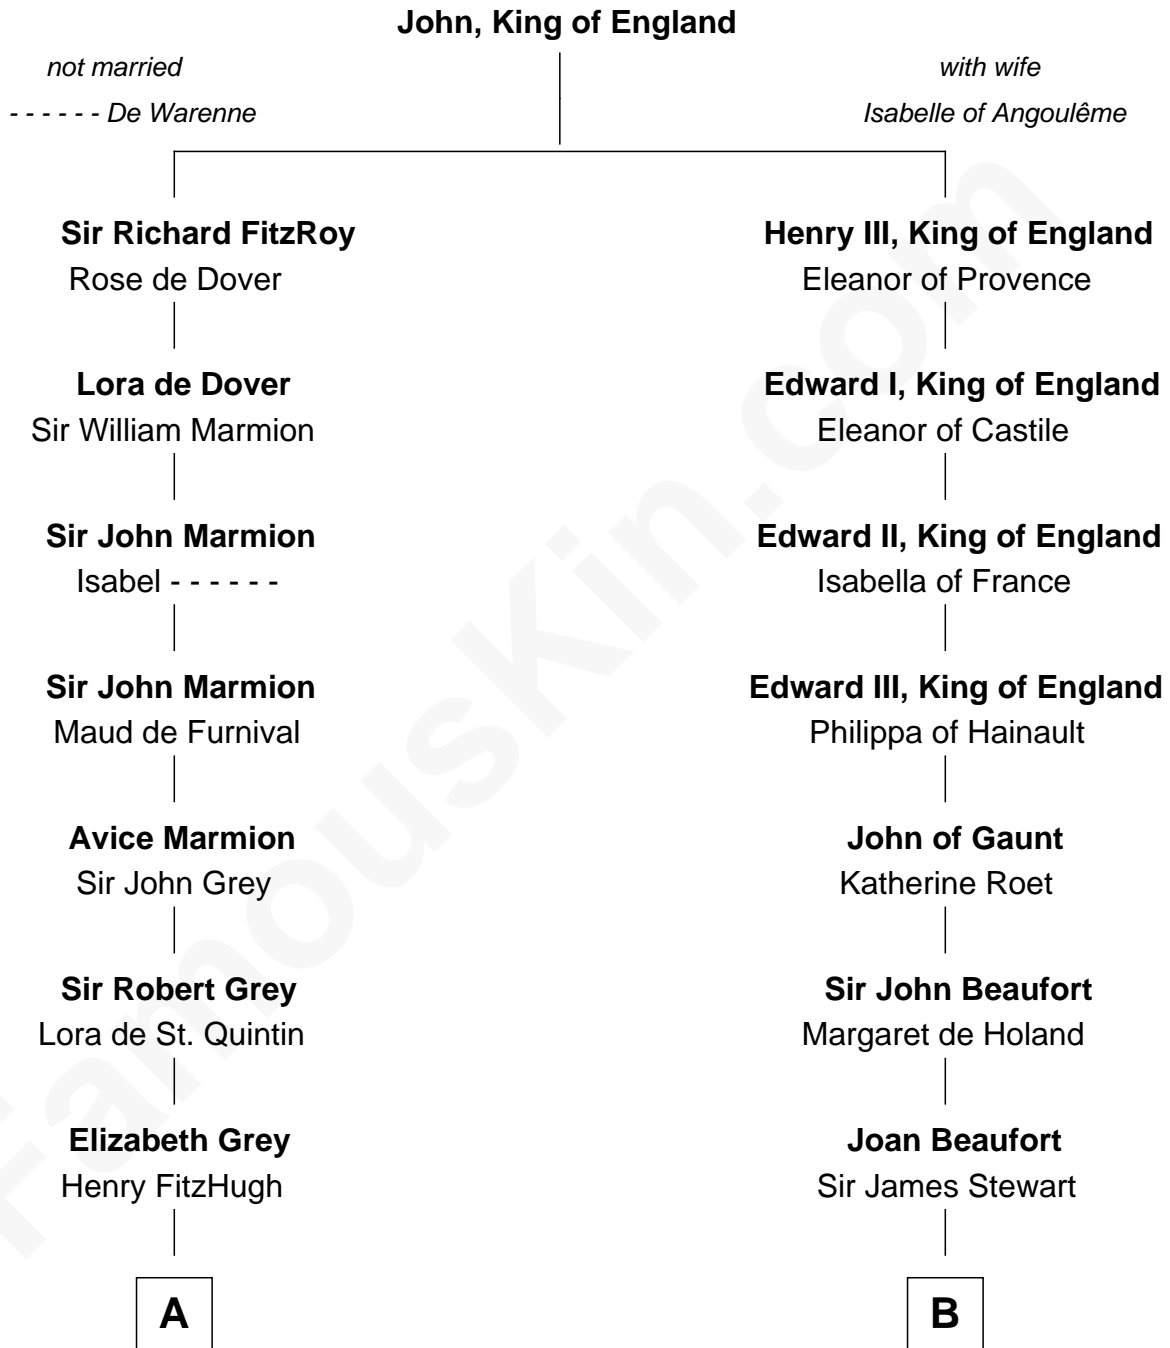 John, King of England
not married
with wife
- - - - - - De Warenne
Isabelle of Angoulême
Sir Richard FitzRoy
Henry III, King of England
Rose de Dover
Eleanor of Provence
Lora de Dover
Edward I, King of England
Sir William Marmion
Eleanor of Castile
Sir John Marmion
Edward II, King of England
Isabel - - - - - -
Isabella of France
Sir John Marmion
Edward III, King of England
Maud de Furnival
Philippa of Hainault
Avice Marmion
John of Gaunt
Sir John Grey
Katherine Roet
Sir Robert Grey
Sir John Beaufort
Lora de St. Quintin
Margaret de Holand
Elizabeth Grey
Joan Beaufort
Henry FitzHugh
Sir James Stewart
A
B
FamousKin.com